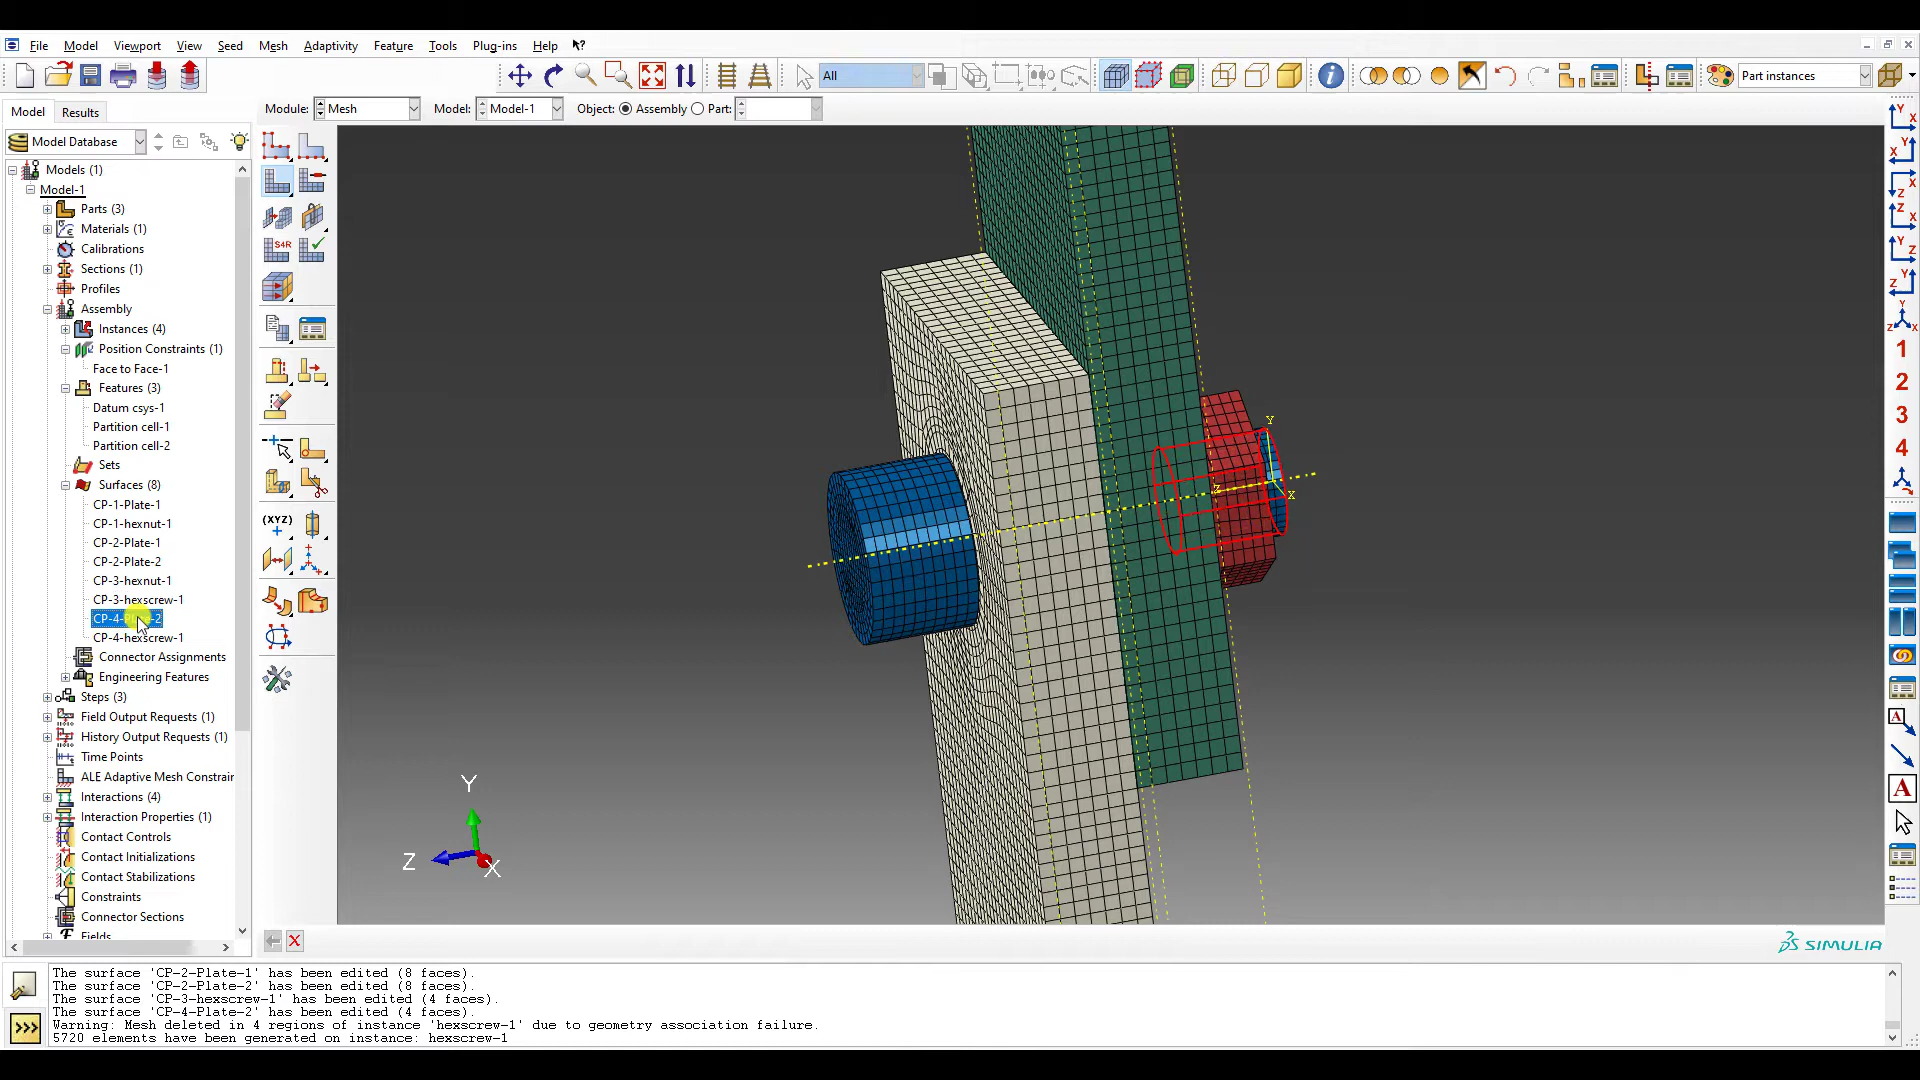 File Model Viewport View Seed Mesh Adaptivity Feature Tools Plug-ins Help
All Part instances
Model Results Module: Mesh Model: Model-1 Object: Assembly Part:
Model Database
Models (1)
Model-1
Parts (3)
Materials (1)
Calibrations
Sections (1)
Profiles
Assembly
Instances (4)
Position Constraints (1)
Face to Face-1
Features (3)
Datum csys-1
Partition cell-1
Partition cell-2
Sets
Surfaces (8)
CP-1-Plate-1
CP-1-hexnut-1
CP-2-Plate-1
CP-2-Plate-2
CP-3-hexnut-1
CP-3-hexscrew-1
CP-4-Plate-2
CP-4-hexscrew-1
Connector Assignments
Engineering Features
Steps (3)
Field Output Requests (1)
History Output Requests (1)
Time Points
ALE Adaptive Mesh Constrair
Interactions (4)
Interaction Properties (1)
Contact Controls
Contact Initializations
Contact Stabilizations
Constraints
Connector Sections
Fields
S4R
(XYZ)
Y
Z
X
Y
Z
X
1
2
3
4
A
A
SIMULIA
The surface 'CP-2-Plate-1' has been edited (8 faces).
The surface 'CP-2-Plate-2' has been edited (8 faces).
The surface 'CP-3-hexscrew-1' has been edited (4 faces).
The surface 'CP-4-Plate-2' has been edited (4 faces).
Warning: Mesh deleted in 4 regions of instance 'hexscrew-1' due to geometry association failure.
5720 elements have been generated on instance: hexscrew-1